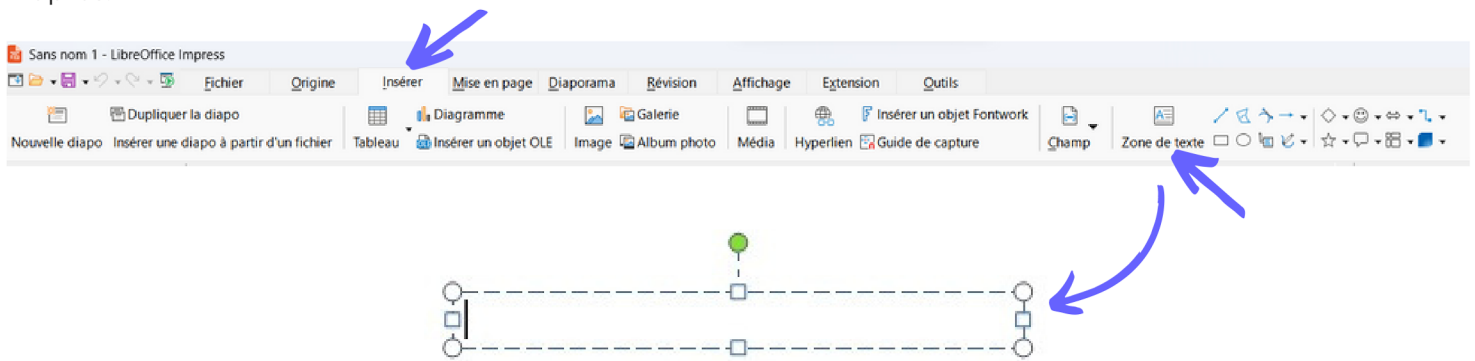 Sans nom 1 - LibreOffice Impress
Fichier Origine Insérer Mise en page Diaporama Révision Affichage Extension Outils
Dupliquer la diapo Diagramme Galerie Insérer un objet Fontwork
Nouvelle diapo Insérer une diapo à partir d'un fichier Tableau Insérer un objet OLE Image Album photo Média Hyperlien Guide de capture Champ Zone de texte